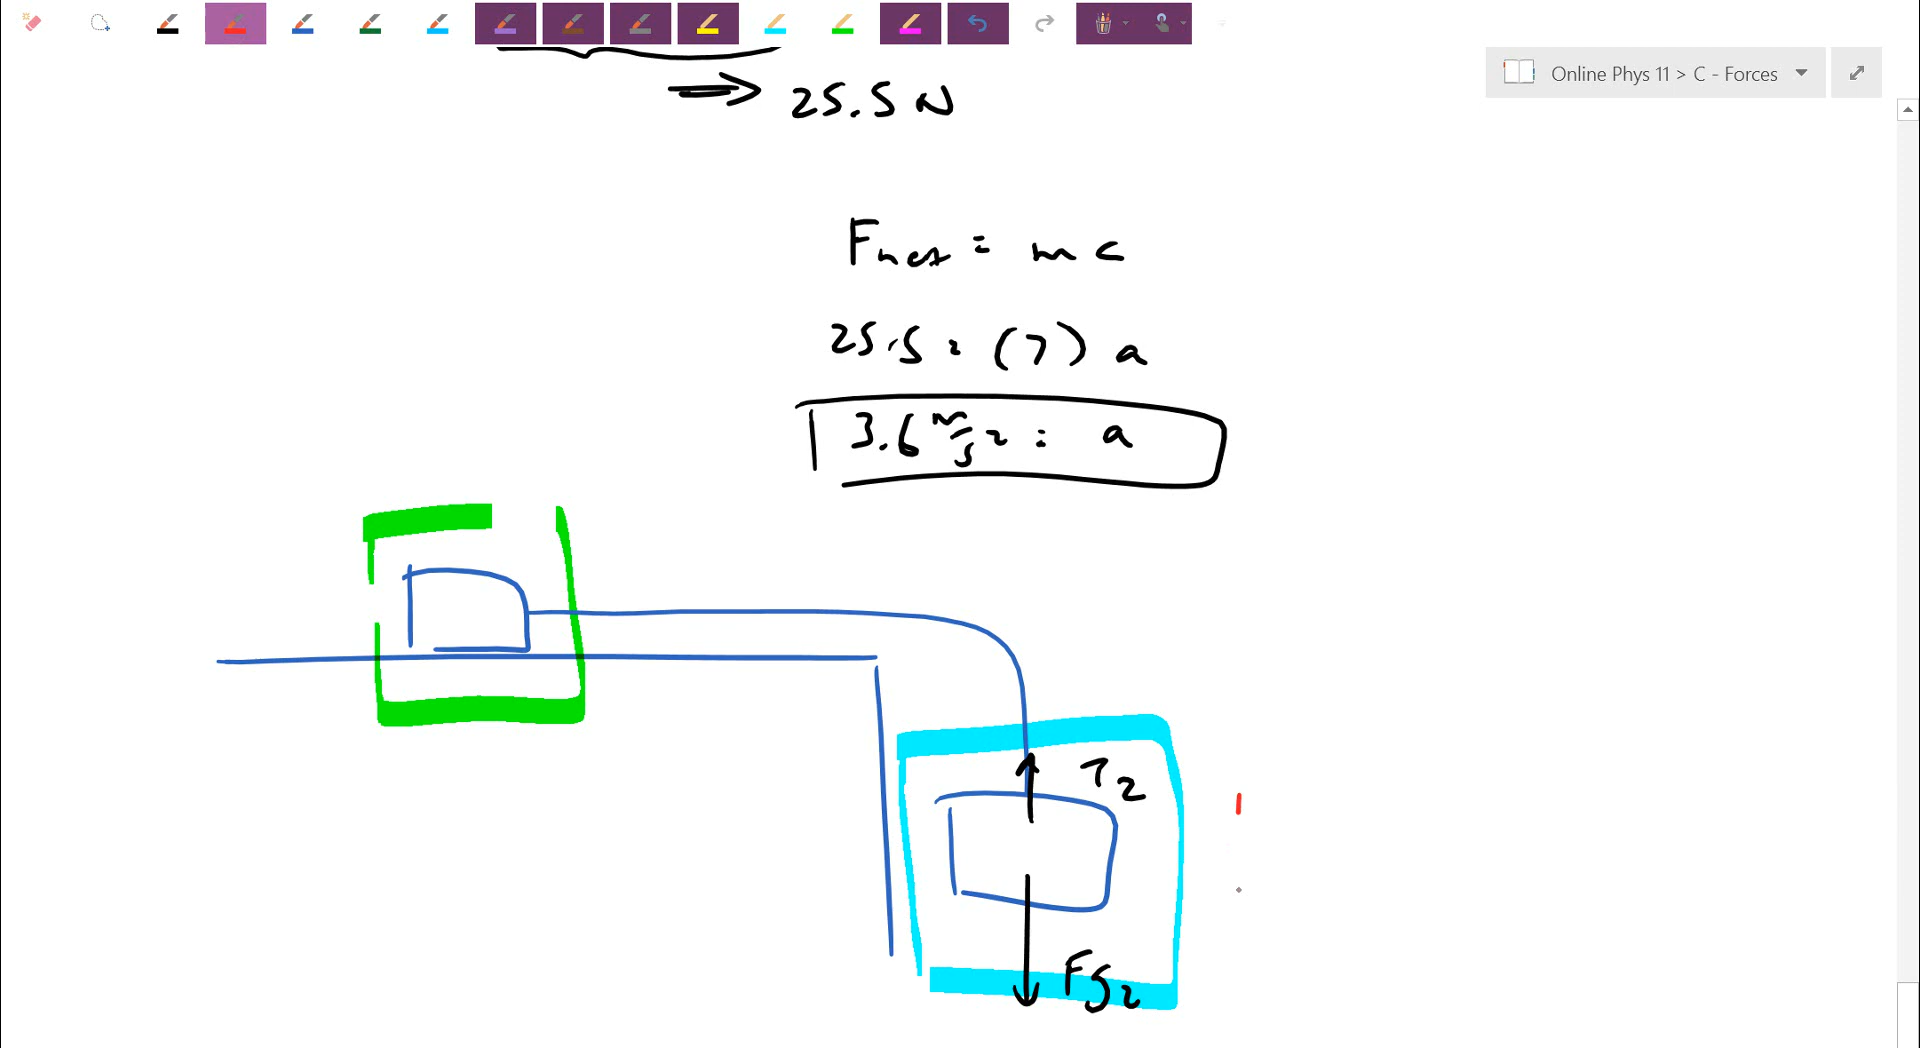 Online Phys 11 > C - Forces
⇒ 25.5 N
Fnet = ma
25.5 = (7) a
3.6 m/s2 = a
T2
Fg2